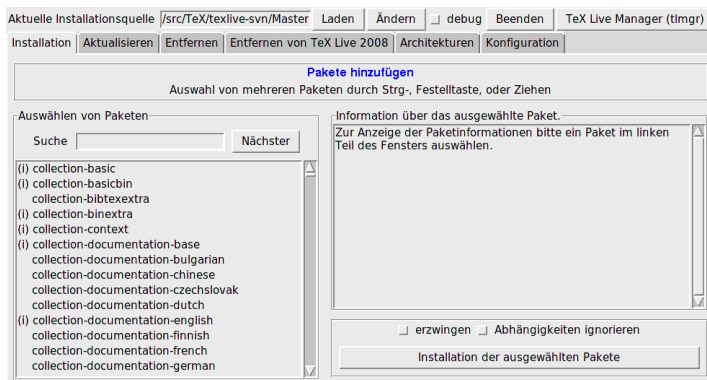 Aktuelle Installationsquelle /src/TeX/texlive-svn/Master Laden Ändern debug Beenden TeX Live Manager (tlmgr)
Installation Aktualisieren Entfernen Entfernen von TeX Live 2008 Architekturen Konfiguration
Pakete hinzufügen
Auswahl von mehreren Paketen durch Strg-, Festelltaste, oder Ziehen
Auswählen von Paketen
Suche Nächster
(i) collection-basic
(i) collection-basicbin
collection-bibtexextra
(i) collection-binextra
(i) collection-context
(i) collection-documentation-base
collection-documentation-bulgarian
collection-documentation-chinese
collection-documentation-czechslovak
collection-documentation-dutch
(i) collection-documentation-english
collection-documentation-finnish
collection-documentation-french
collection-documentation-german
Information über das ausgewählte Paket.
Zur Anzeige der Paketinformationen bitte ein Paket im linken
Teil des Fensters auswählen.
erzwingen Abhängigkeiten ignorieren
Installation der ausgewählten Pakete